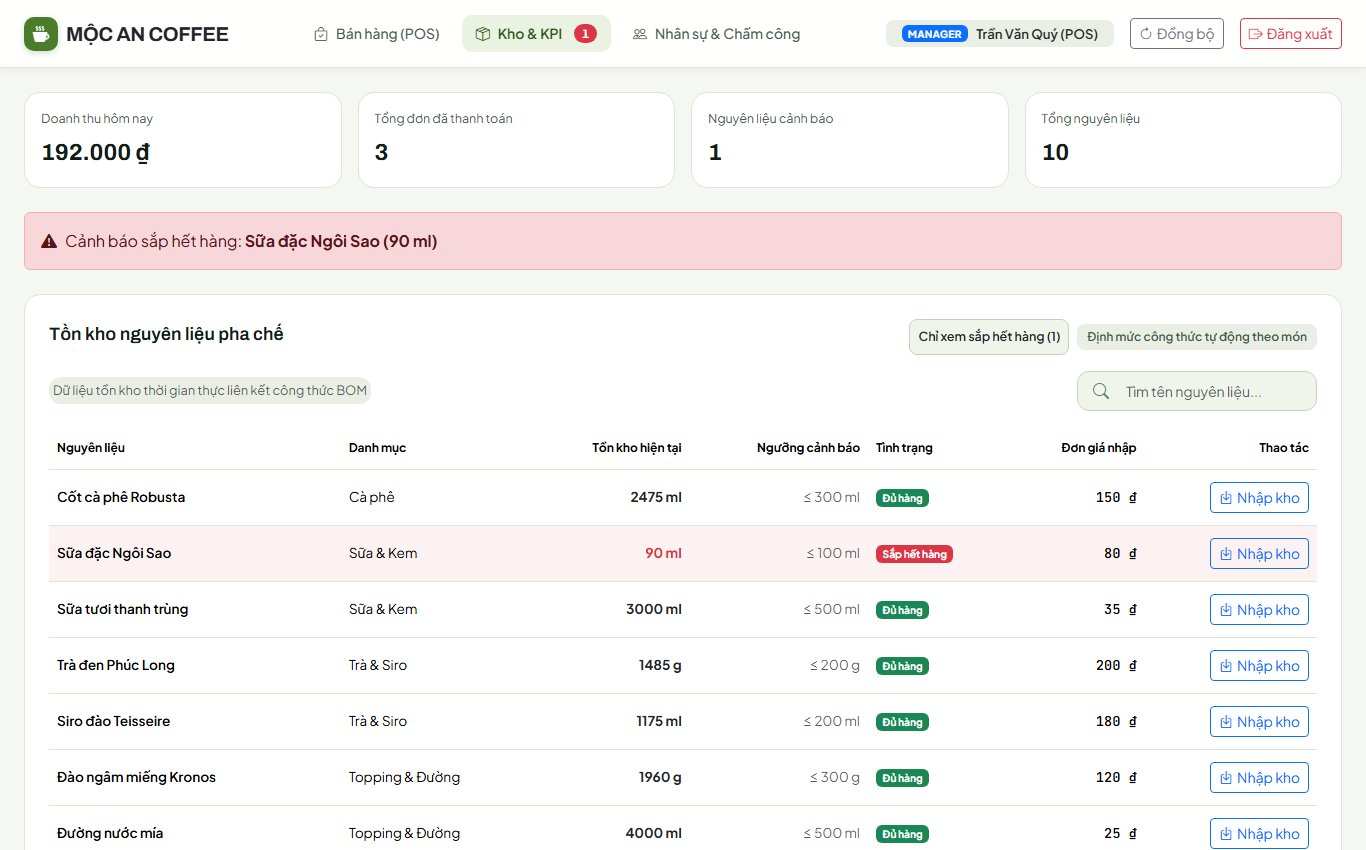 MỘC AN COFFEE
Bán hàng (POS)
Kho & KPI 1
Nhân sự & Chấm công
MANAGER Trần Văn Quý (POS)
Đồng bộ
Đăng xuất
Doanh thu hôm nay
192.000 ₫
Tổng đơn đã thanh toán
3
Nguyên liệu cảnh báo
1
Tổng nguyên liệu
10
Cảnh báo sắp hết hàng: Sữa đặc Ngôi Sao (90 ml)
Tồn kho nguyên liệu pha chế
Chỉ xem sắp hết hàng (1)
Định mức công thức tự động theo món
Dữ liệu tồn kho thời gian thực liên kết công thức BOM
Tìm tên nguyên liệu...
Nguyên liệu Danh mục Tồn kho hiện tại Ngưỡng cảnh báo Tình trạng Đơn giá nhập Thao tác
Cốt cà phê Robusta Cà phê 2475 ml ≤ 300 ml Đủ hàng 150 ₫ Nhập kho
Sữa đặc Ngôi Sao Sữa & Kem 90 ml ≤ 100 ml Sắp hết hàng 80 ₫ Nhập kho
Sữa tươi thanh trùng Sữa & Kem 3000 ml ≤ 500 ml Đủ hàng 35 ₫ Nhập kho
Trà đen Phúc Long Trà & Siro 1485 g ≤ 200 g Đủ hàng 200 ₫ Nhập kho
Siro đào Teisseire Trà & Siro 1175 ml ≤ 200 ml Đủ hàng 180 ₫ Nhập kho
Đào ngâm miếng Kronos Topping & Đường 1960 g ≤ 300 g Đủ hàng 120 ₫ Nhập kho
Đường nước mía Topping & Đường 4000 ml ≤ 500 ml Đủ hàng 25 ₫ Nhập kho